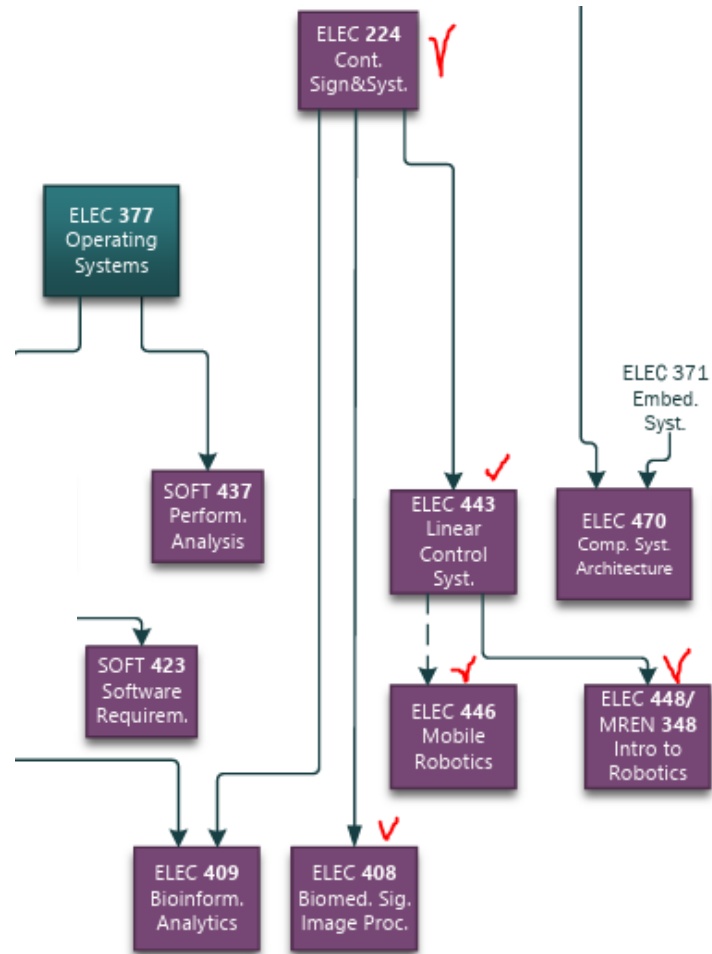 ELEC 224
Cont.
Sign&Syst.
ELEC 377
Operating
Systems
ELEC 371
Embed.
Syst.
SOFT 437
Perform.
Analysis
ELEC 443
Linear
Control
Syst.
ELEC 470
Comp. Syst.
Architecture
SOFT 423
Software
Requirem.
ELEC 446
Mobile
Robotics
ELEC 448/
MREN 348
Intro to
Robotics
ELEC 409
Bioinform.
Analytics
ELEC 408
Biomed. Sig.
Image Proc.